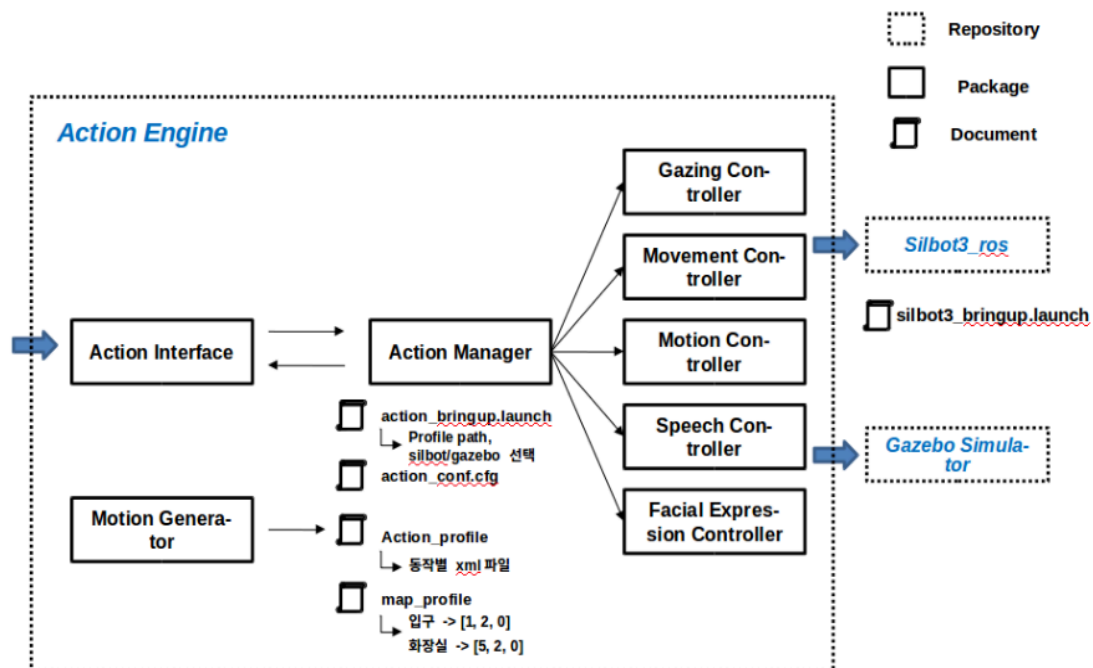 Repository
Package
Document
Action Engine
Gazing Con-
troller
Movement Con-
troller
Motion Con-
troller
Speech Con-
troller
Facial Expres-
sion Controller
Silbot3_ros
silbot3_bringup.launch
Gazebo Simula-
tor
Action Interface
Action Manager
action_bringup.launch
Profile path,
silbot/gazebo 선택
action_conf.cfg
Motion Genera-
tor
Action_profile
동작별 xml 파일
map_profile
입구 -> [1, 2, 0]
화장실 -> [5, 2, 0]